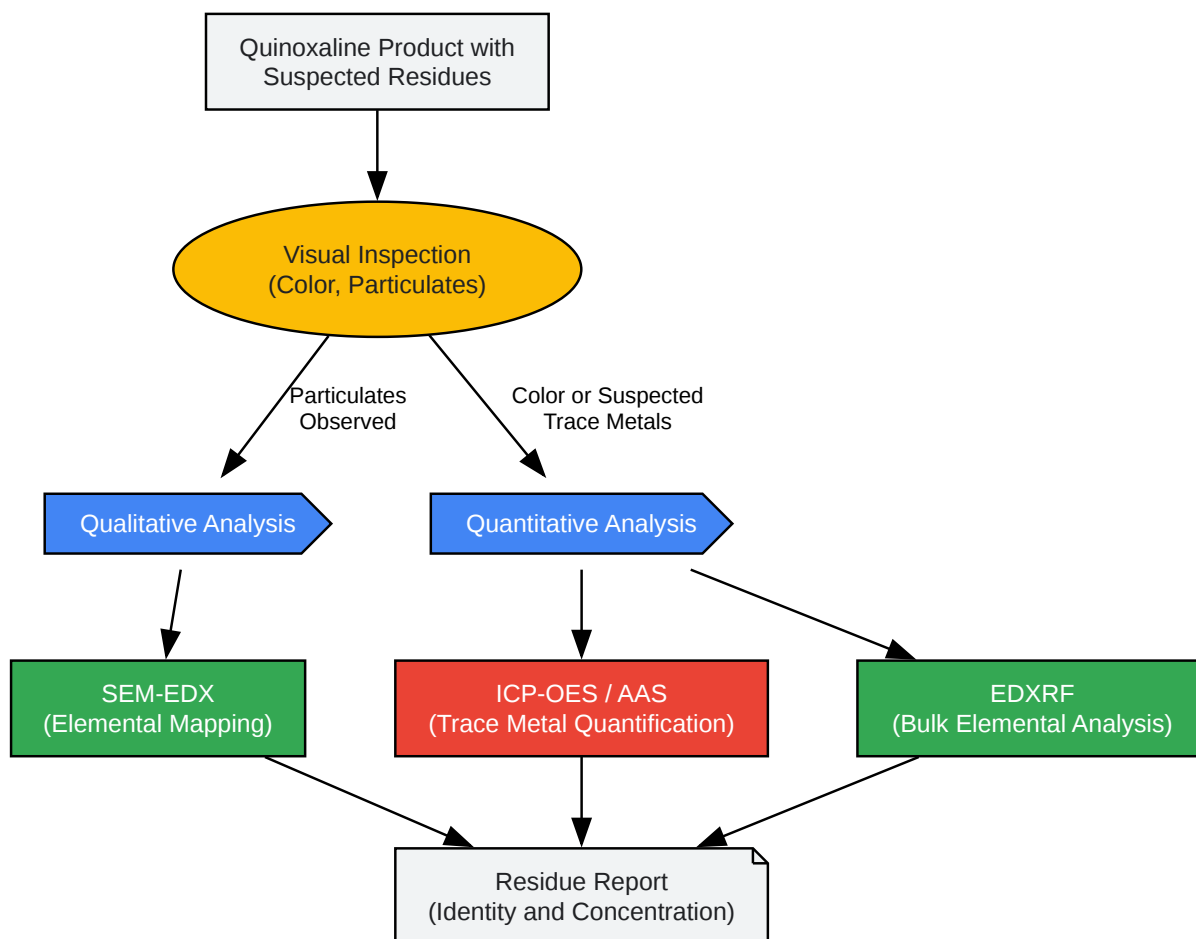 Quinoxaline Product with
Suspected Residues
Visual Inspection
(Color, Particulates)
Particulates
Observed
Color or Suspected
Trace Metals
Qualitative Analysis
Quantitative Analysis
SEM-EDX
(Elemental Mapping)
ICP-OES / AAS
(Trace Metal Quantification)
EDXRF
(Bulk Elemental Analysis)
Residue Report
(Identity and Concentration)